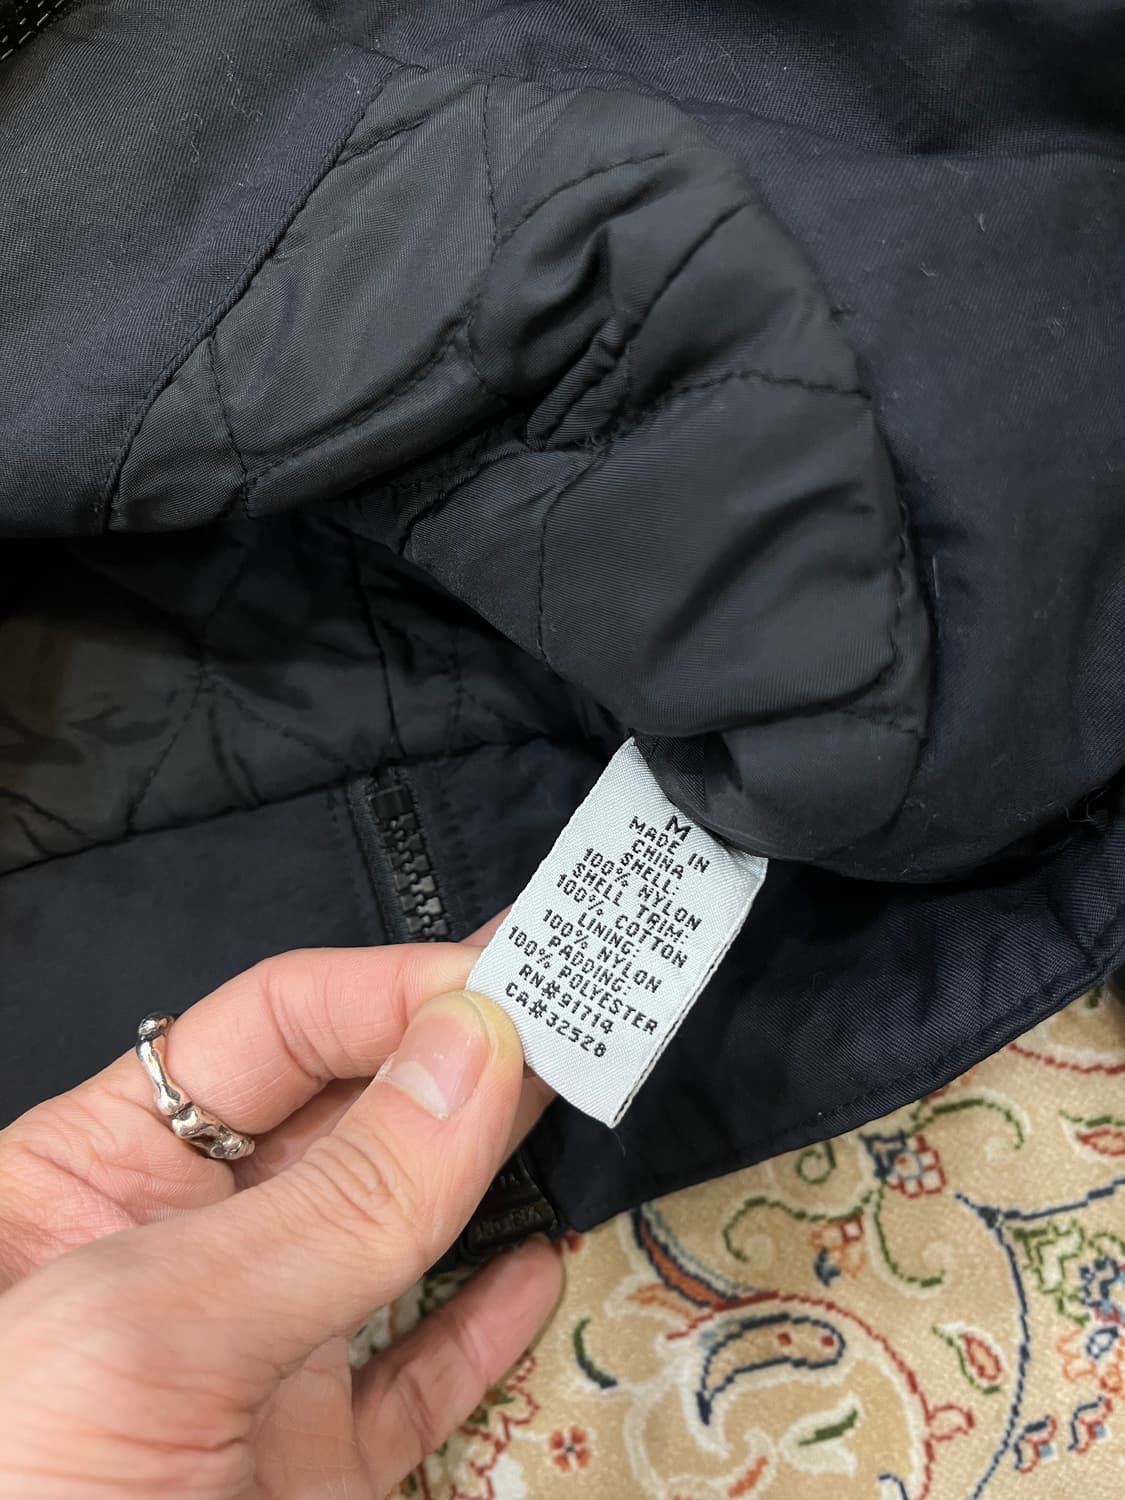 M
MADE IN
CHINA
SHELL:
100% NYLON
SHELL TRIM:
100% COTTON
LINING:
100% NYLON
PADDING:
100% POLYESTER
RN#91714
CA#32528